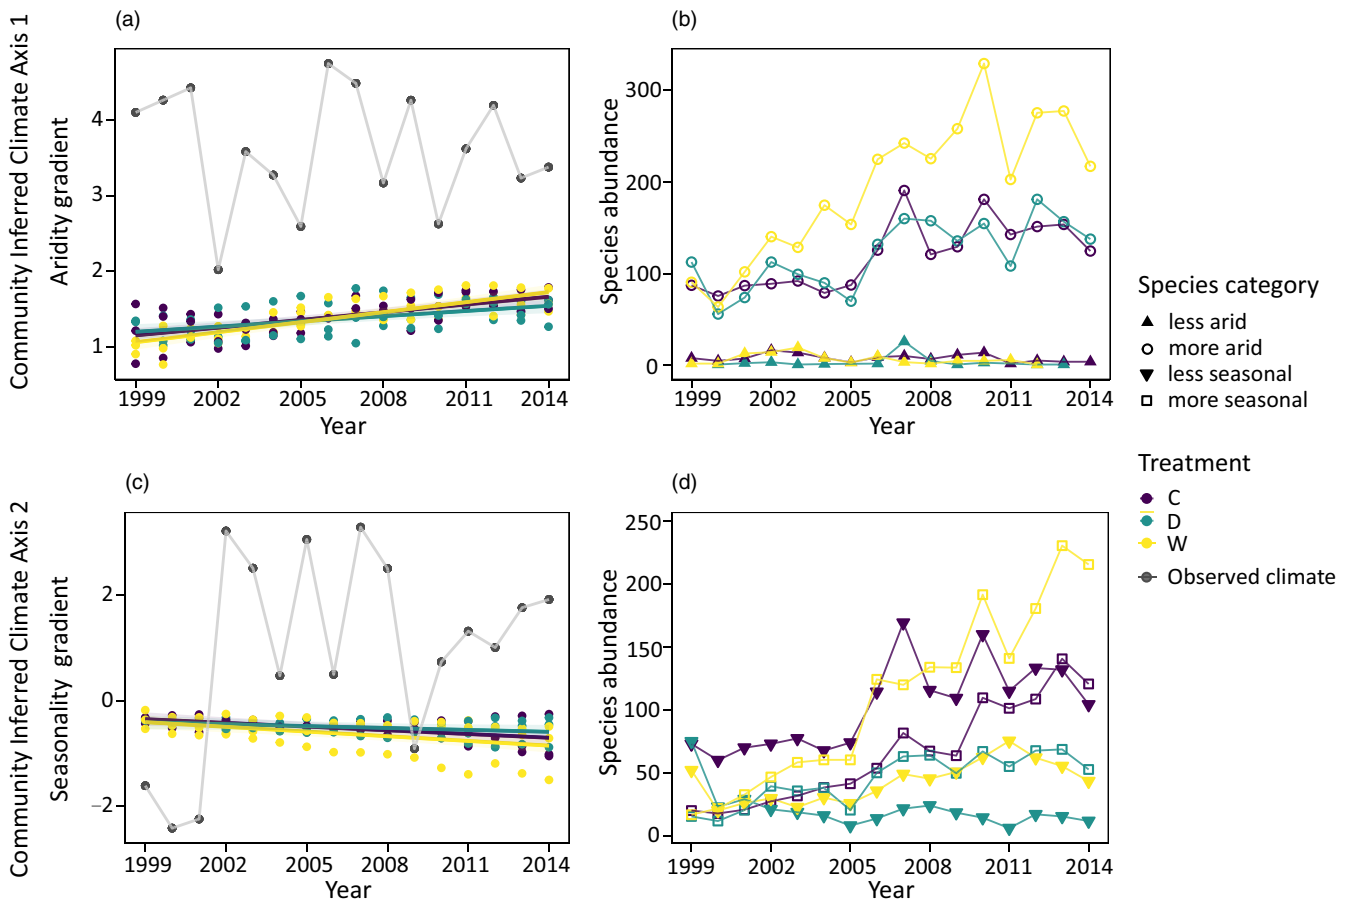 (a)
(b)
Community Inferred Climate Axis 1
Aridity gradient
4
3
2
1
1999 2002 2005 2008 2011 2014
Year
Species abundance
300
200
100
0
1999 2002 2005 2008 2011 2014
Year
Species category
less arid
more arid
less seasonal
more seasonal
Treatment
C
D
W
Observed climate
(c)
(d)
Community Inferred Climate Axis 2
Seasonality gradient
2
0
−2
1999 2002 2005 2008 2011 2014
Year
Species abundance
250
200
150
100
50
0
1999 2002 2005 2008 2011 2014
Year